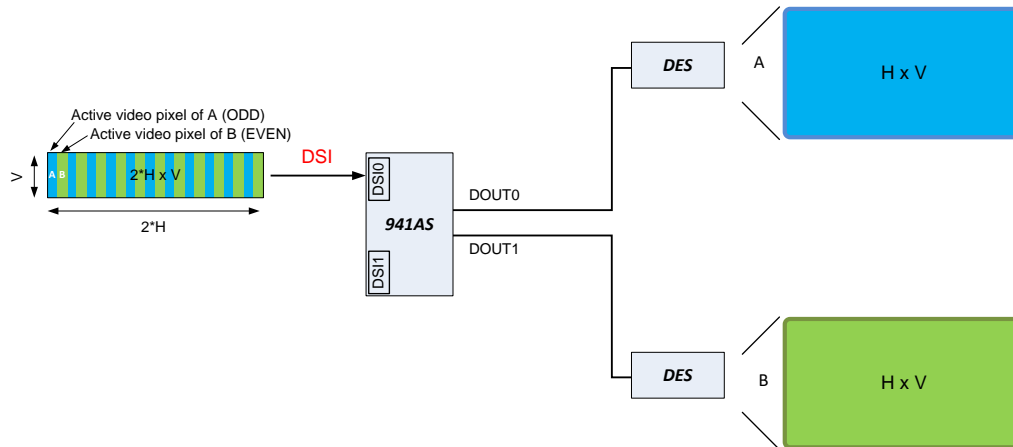 Active video pixel of A (ODD)
Active video pixel of B (EVEN)
V
A B
2*H x V
2*H
DSI
DSI0
941AS
DSI1
DOUT0
DOUT1
DES
A
H x V
DES
B
H x V